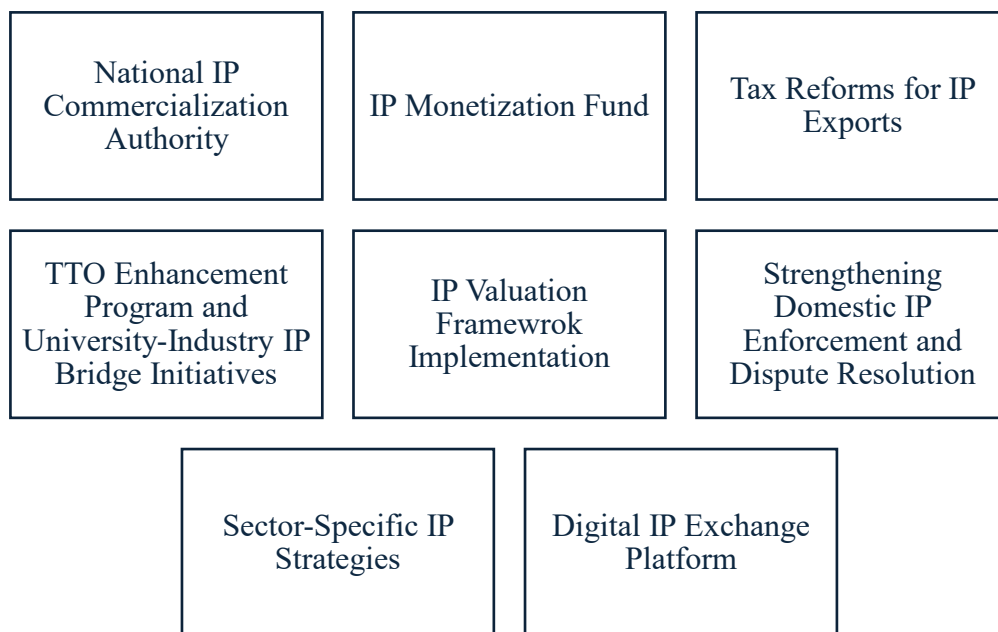 National IP
Commercialization
Authority
IP Monetization Fund
Tax Reforms for IP
Exports
TTO Enhancement
Program and
University-Industry IP
Bridge Initiatives
IP Valuation
Framewrok
Implementation
Strengthening
Domestic IP
Enforcement and
Dispute Resolution
Sector-Specific IP
Strategies
Digital IP Exchange
Platform